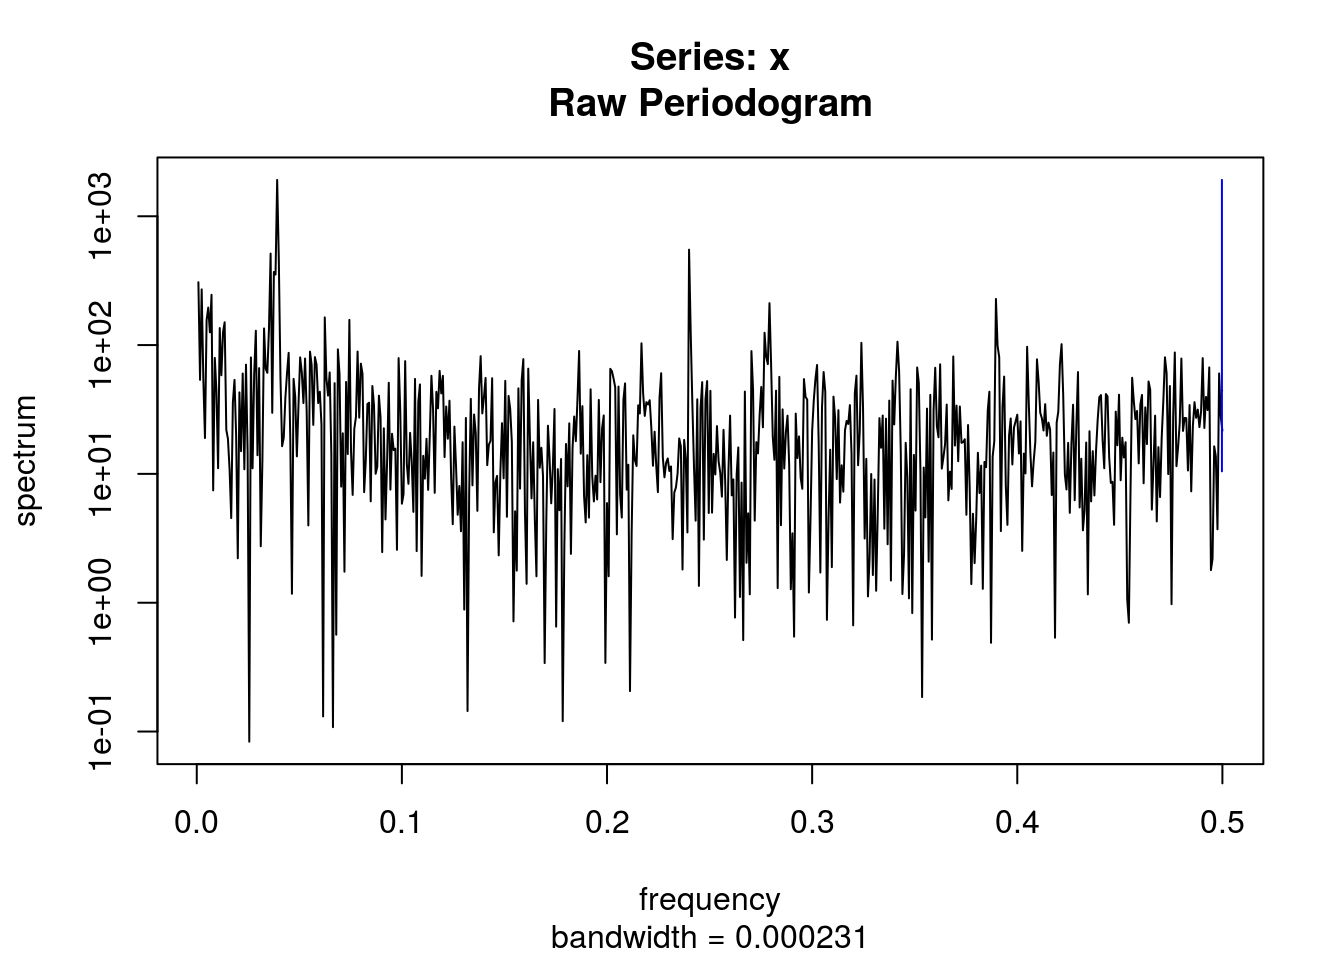 Series: x
Raw Periodogram
spectrum
1e+03
1e+02
1e+01
1e+00
1e-01
0.0 0.1 0.2 0.3 0.4 0.5
frequency
bandwidth = 0.000231